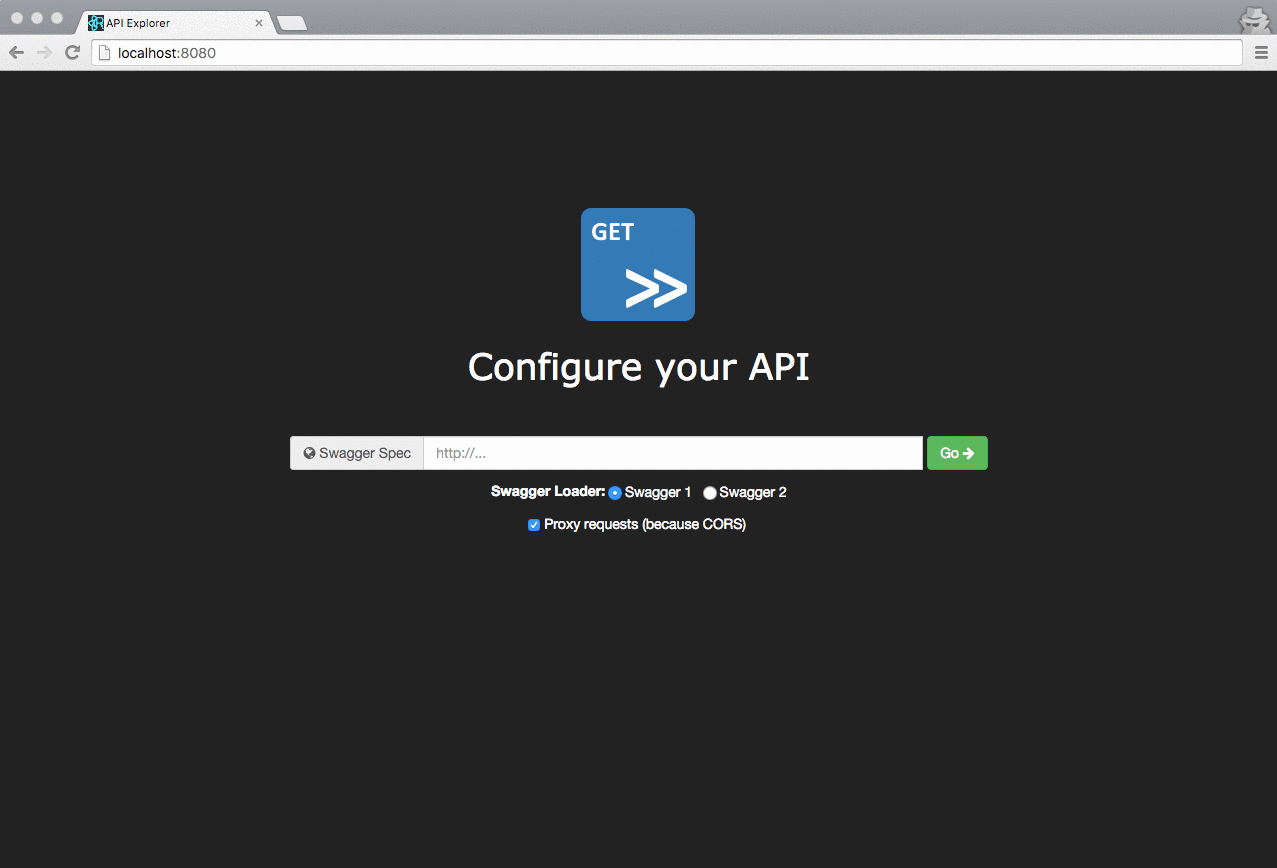 API Explorer
localhost:8080
GET
>>
Configure your API
Swagger Spec http://... Go
Swagger Loader: Swagger 1 Swagger 2
Proxy requests (because CORS)